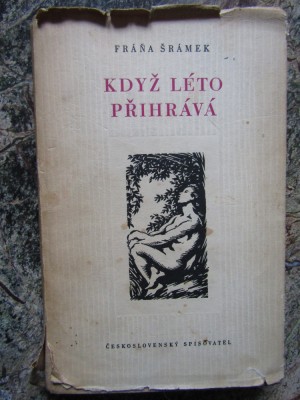 FRÁŇA ŠRÁMEK
KDYŽ LÉTO
PŘIHRÁVÁ
ČESKOSLOVENSKÝ SPISOVATEL